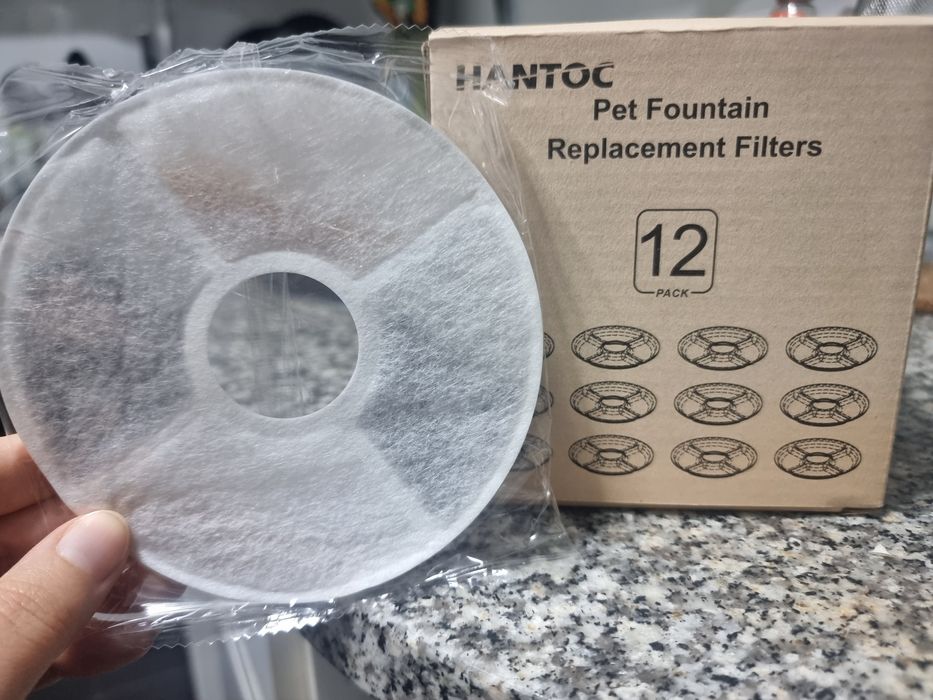 HANTOC
Pet Fountain
Replacement Filters
12
PACK